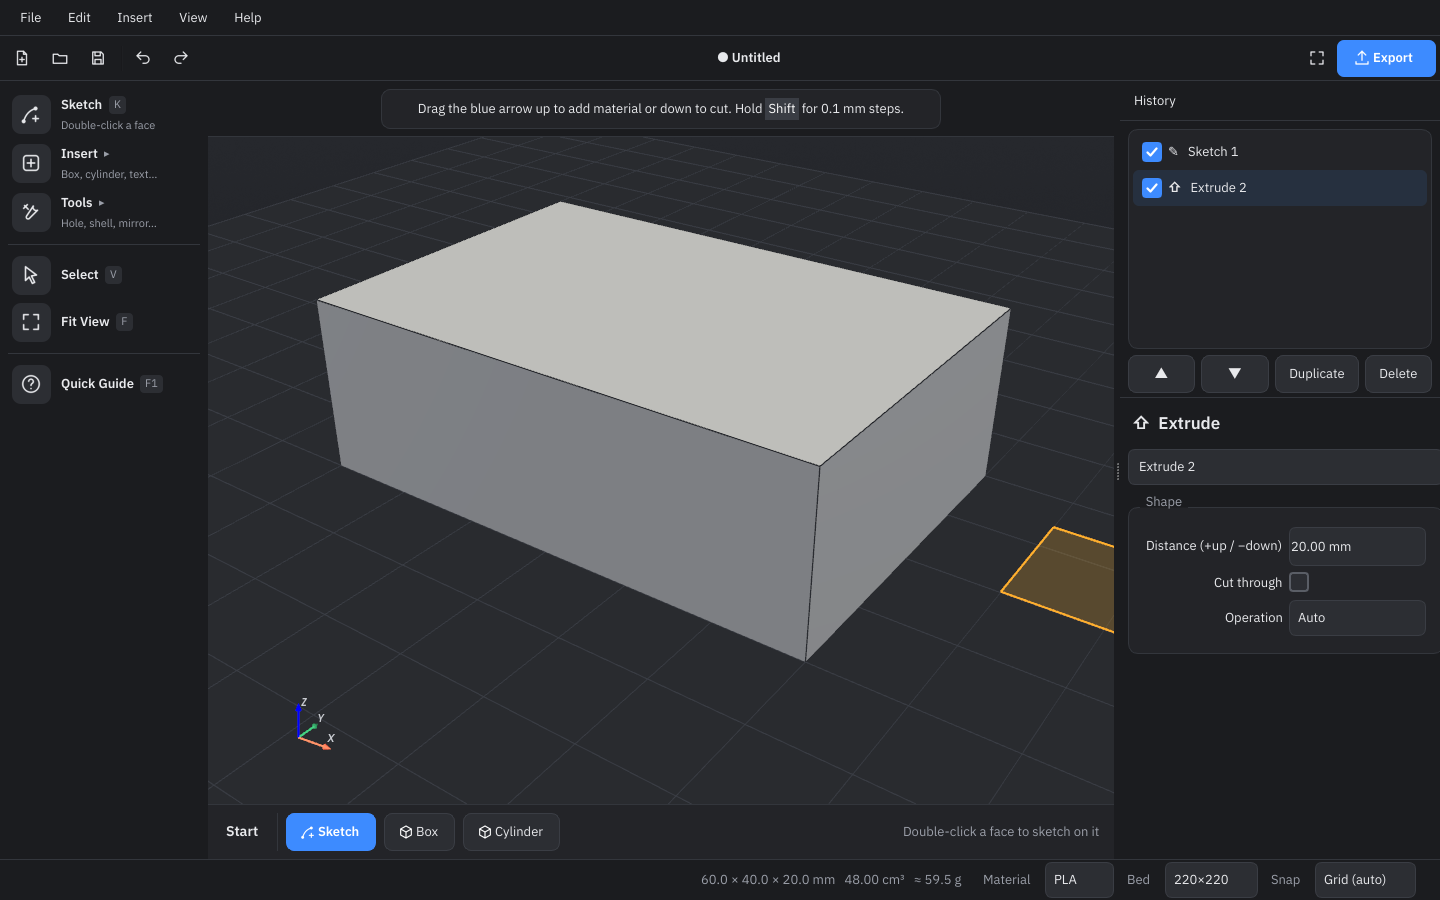 File Edit Insert View Help
Untitled
Export
Sketch K
Double-click a face
Insert ▸
Box, cylinder, text...
Tools ▸
Hole, shell, mirror...
Select V
Fit View F
Quick Guide F1
Drag the blue arrow up to add material or down to cut. Hold Shift for 0.1 mm steps.
Z
Y
X
Start Sketch Box Cylinder Double-click a face to sketch on it
History
Sketch 1
Extrude 2
▲ ▼ Duplicate Delete
Extrude
Extrude 2
Shape
Distance (+up / −down) 20.00 mm
Cut through
Operation Auto
60.0 × 40.0 × 20.0 mm 48.00 cm³ ≈ 59.5 g Material PLA Bed 220×220 Snap Grid (auto)